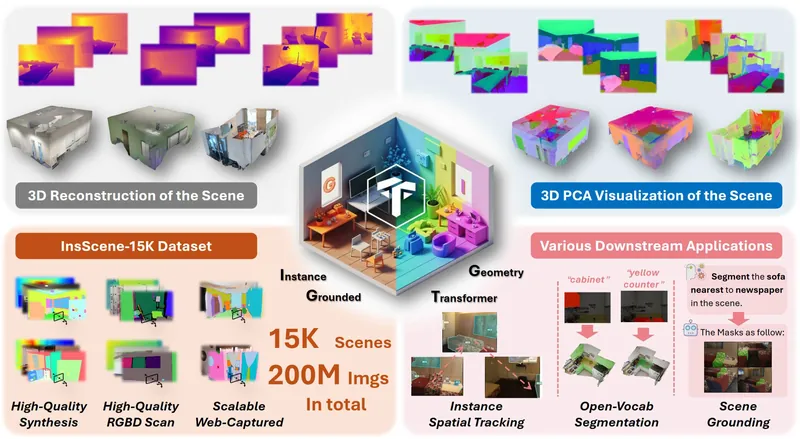 3D Reconstruction of the Scene
3D PCA Visualization of the Scene
InsScene-15K Dataset
15K Scenes
200M Imgs
In total
High-Quality
Synthesis
High-Quality
RGBD Scan
Scalable
Web-Captured
Instance
Grounded
Geometry
Transformer
Various Downstream Applications
"cabinet"
"yellow
counter"
Segment the sofa
nearest to newspaper
in the scene.
The Masks as follow:
Instance
Spatial Tracking
Open-Vocab
Segmentation
Scene
Grounding